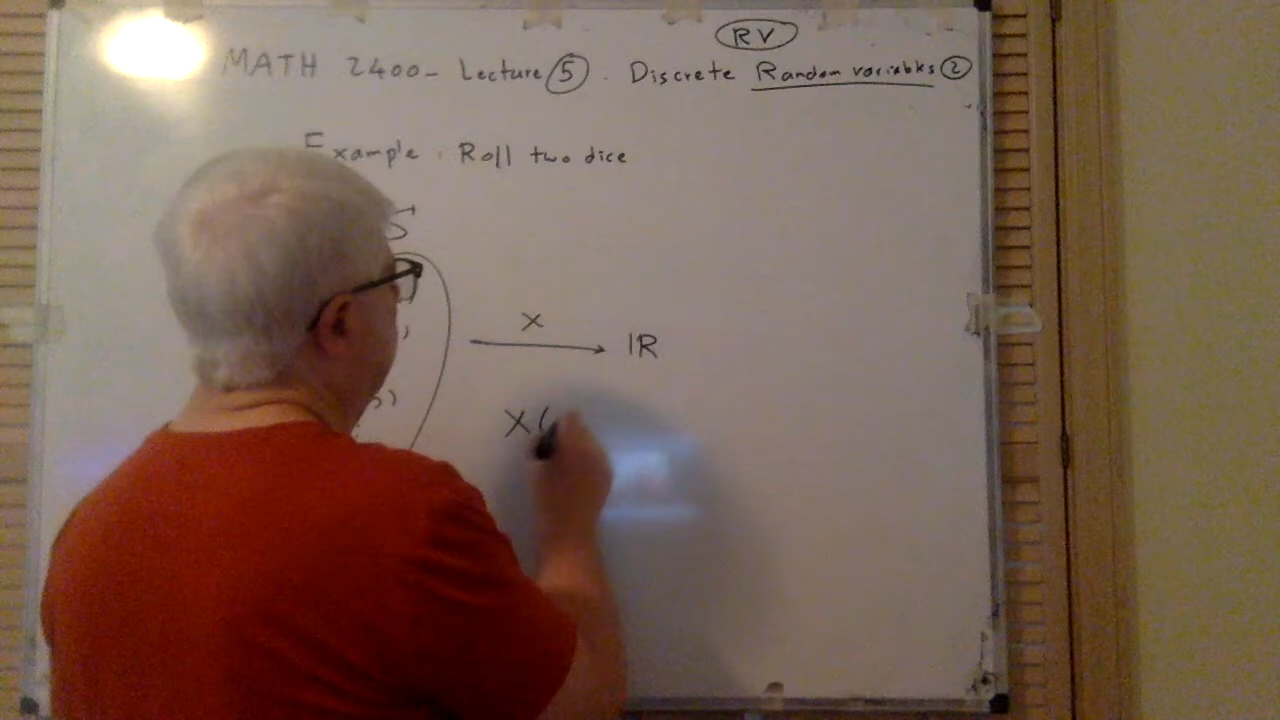 RV
MATH 2400 - Lecture 5 . Discrete Random variables 2
Example : Roll two dice
S
X
IR
X (